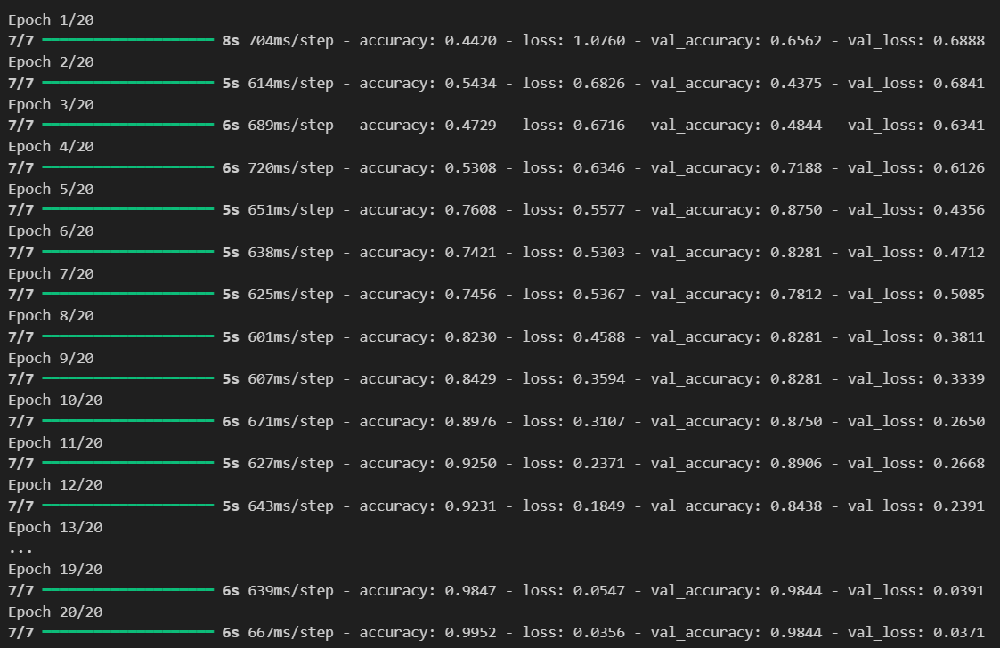 Epoch 1/20
7/7 ━━━━━━━━━━━━━━━━━━━━ 8s 704ms/step - accuracy: 0.4420 - loss: 1.0760 - val_accuracy: 0.6562 - val_loss: 0.6888
Epoch 2/20
7/7 ━━━━━━━━━━━━━━━━━━━━ 5s 614ms/step - accuracy: 0.5434 - loss: 0.6826 - val_accuracy: 0.4375 - val_loss: 0.6841
Epoch 3/20
7/7 ━━━━━━━━━━━━━━━━━━━━ 6s 689ms/step - accuracy: 0.4729 - loss: 0.6716 - val_accuracy: 0.4844 - val_loss: 0.6341
Epoch 4/20
7/7 ━━━━━━━━━━━━━━━━━━━━ 6s 720ms/step - accuracy: 0.5308 - loss: 0.6346 - val_accuracy: 0.7188 - val_loss: 0.6126
Epoch 5/20
7/7 ━━━━━━━━━━━━━━━━━━━━ 5s 651ms/step - accuracy: 0.7608 - loss: 0.5577 - val_accuracy: 0.8750 - val_loss: 0.4356
Epoch 6/20
7/7 ━━━━━━━━━━━━━━━━━━━━ 5s 638ms/step - accuracy: 0.7421 - loss: 0.5303 - val_accuracy: 0.8281 - val_loss: 0.4712
Epoch 7/20
7/7 ━━━━━━━━━━━━━━━━━━━━ 5s 625ms/step - accuracy: 0.7456 - loss: 0.5367 - val_accuracy: 0.7812 - val_loss: 0.5085
Epoch 8/20
7/7 ━━━━━━━━━━━━━━━━━━━━ 5s 601ms/step - accuracy: 0.8230 - loss: 0.4588 - val_accuracy: 0.8281 - val_loss: 0.3811
Epoch 9/20
7/7 ━━━━━━━━━━━━━━━━━━━━ 5s 607ms/step - accuracy: 0.8429 - loss: 0.3594 - val_accuracy: 0.8281 - val_loss: 0.3339
Epoch 10/20
7/7 ━━━━━━━━━━━━━━━━━━━━ 6s 671ms/step - accuracy: 0.8976 - loss: 0.3107 - val_accuracy: 0.8750 - val_loss: 0.2650
Epoch 11/20
7/7 ━━━━━━━━━━━━━━━━━━━━ 5s 627ms/step - accuracy: 0.9250 - loss: 0.2371 - val_accuracy: 0.8906 - val_loss: 0.2668
Epoch 12/20
7/7 ━━━━━━━━━━━━━━━━━━━━ 5s 643ms/step - accuracy: 0.9231 - loss: 0.1849 - val_accuracy: 0.8438 - val_loss: 0.2391
Epoch 13/20
...
Epoch 19/20
7/7 ━━━━━━━━━━━━━━━━━━━━ 6s 639ms/step - accuracy: 0.9847 - loss: 0.0547 - val_accuracy: 0.9844 - val_loss: 0.0391
Epoch 20/20
7/7 ━━━━━━━━━━━━━━━━━━━━ 6s 667ms/step - accuracy: 0.9952 - loss: 0.0356 - val_accuracy: 0.9844 - val_loss: 0.0371